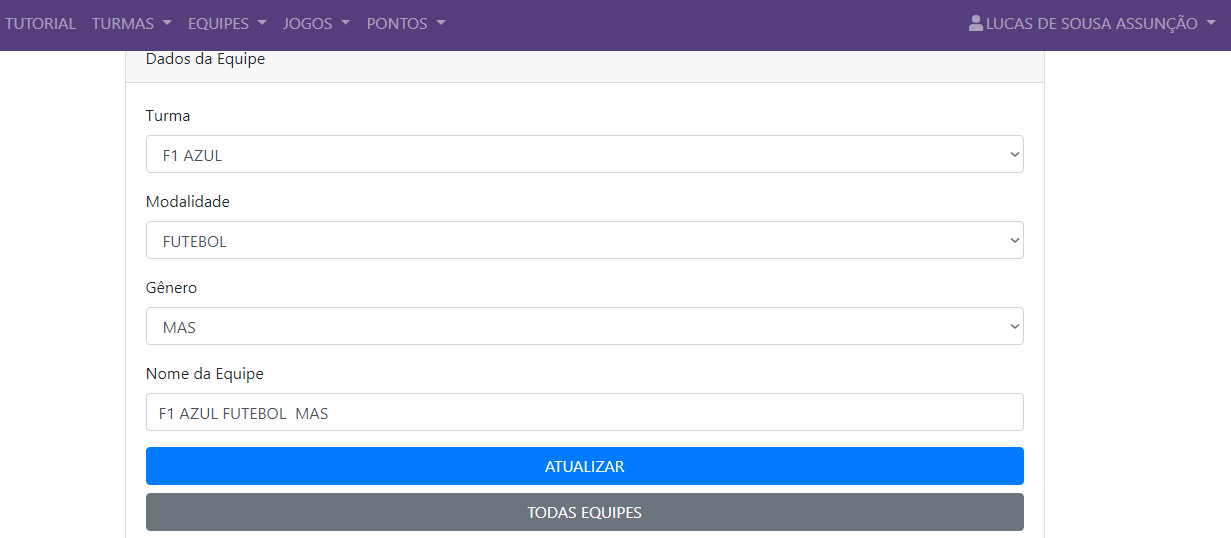 TUTORIAL TURMAS EQUIPES JOGOS PONTOS LUCAS DE SOUSA ASSUNÇÃO
Dados da Equipe
Turma
F1 AZUL
Modalidade
FUTEBOL
Gênero
MAS
Nome da Equipe
F1 AZUL FUTEBOL  MAS
ATUALIZAR
TODAS EQUIPES